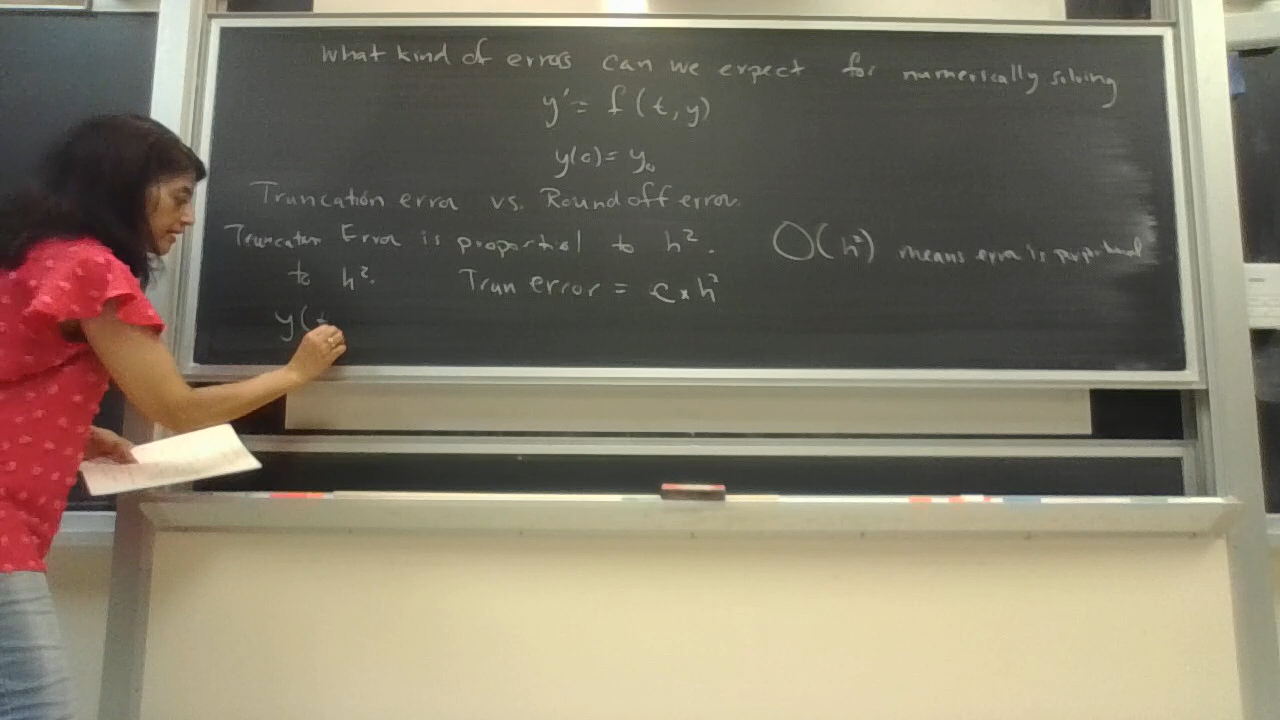 What kind of errors can we expect for numerically solving
y' = f(t, y)
y(0) = y₀
Truncation error vs. Roundoff error.
Truncation Error is proportial to h². O(h²) means error is proportional
to h². Trun error = c × h²
y(t